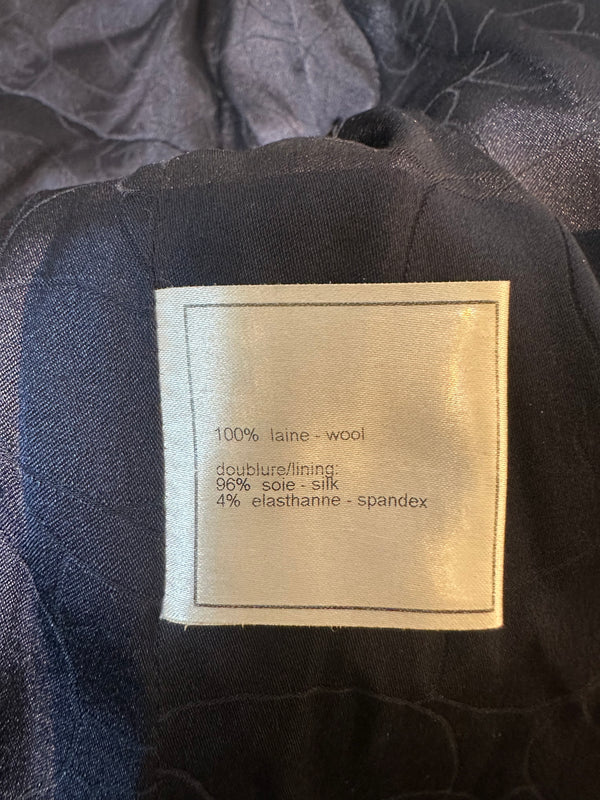 100% laine - wool
doublure/lining:
96% soie - silk
4% elasthanne - spandex